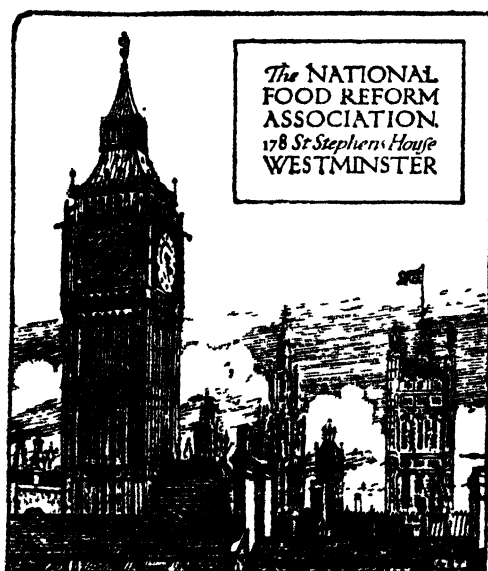 The NATIONAL
FOOD REFORM
ASSOCIATION.
178 St Stephens House
WESTMINSTER